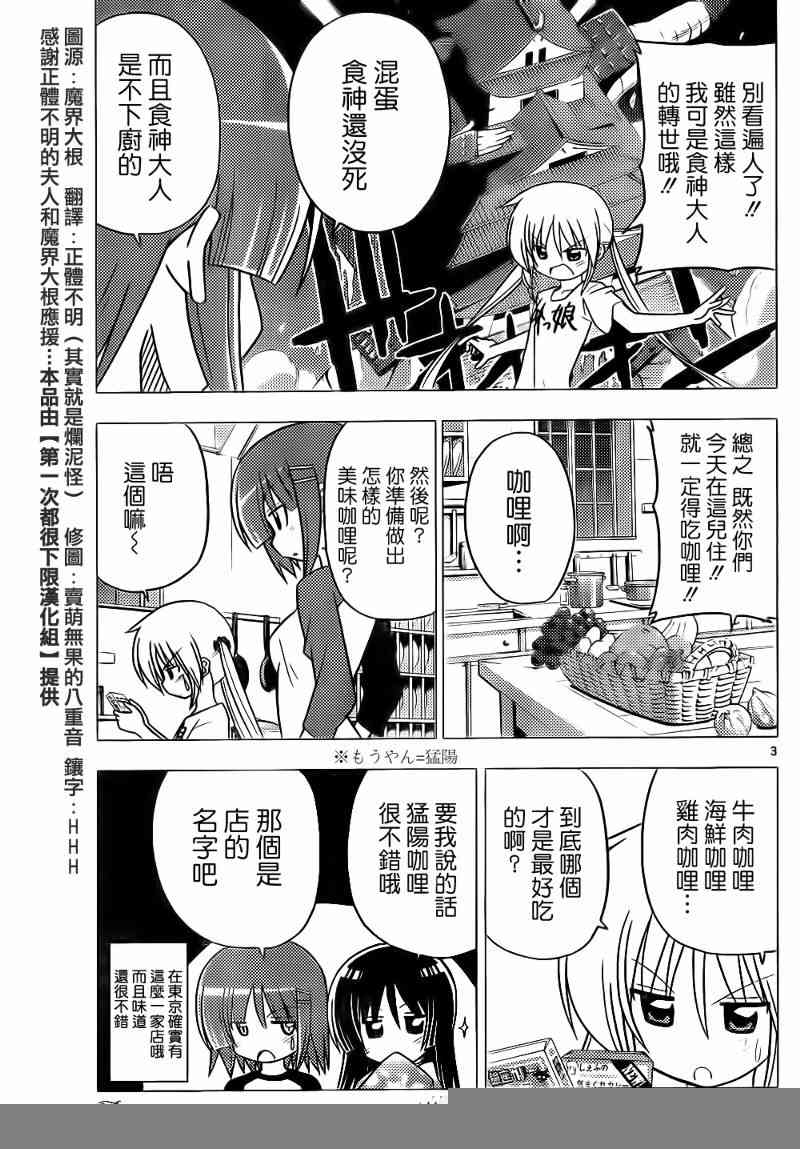 別看遍人了!!
雖然這樣
我可是食神大人
的轉世哦!!
混蛋
食神還沒死
而且食神大人
是不下廚的
娘
總之 既然你們
今天在這兒住!!
就一定得吃咖哩!!
咖哩啊…
然後呢?
你準備做出
怎樣的
美味咖哩呢?
唔
這個嘛~
3
※もうやん=猛陽
牛肉咖哩
海鮮咖哩
雞肉咖哩…
到底哪個
才是最好吃
的啊?
しぇふの
きまぐれカレー
要我說的話
猛陽咖哩
很不錯哦
那個是
店的
名字吧
在東京確實有
這麼一家店哦
而且味道
還很不錯
圖源:魔界大根 翻譯:正體不明(其實就是爛泥怪) 修圖:賣萌無果的八重音 鑲字:HHH
感謝正體不明的夫人和魔界大根應援…本品由【第一次都很下限漢化組】提供